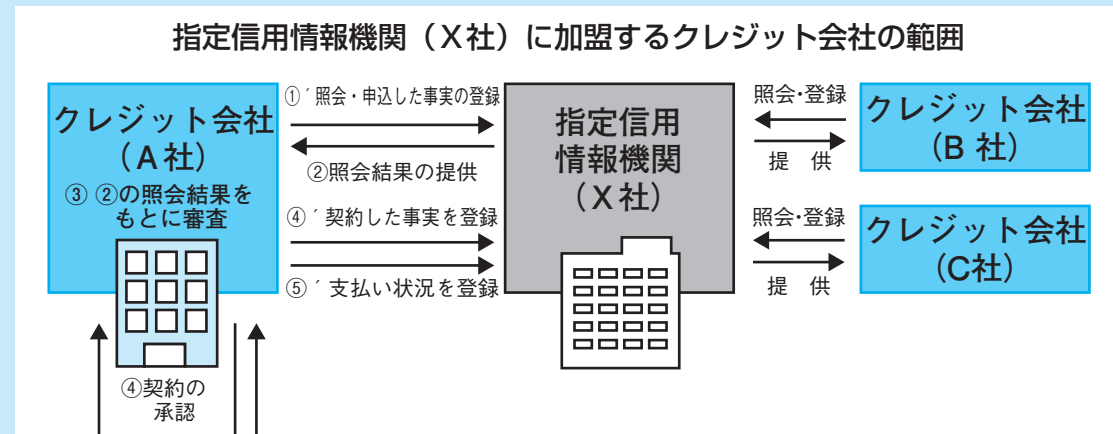 指定信用情報機関（Ｘ社）に加盟するクレジット会社の範囲
クレジット会社
（Ａ社）
③ ②の照会結果を
もとに審査
①´照会・申込した事実の登録
②照会結果の提供
④´契約した事実を登録
⑤´支払い状況を登録
指定信用
情報機関
（Ｘ社）
照会・登録
提　供
クレジット会社
（B 社）
照会・登録
提　供
クレジット会社
（C社）
④契約の
承認